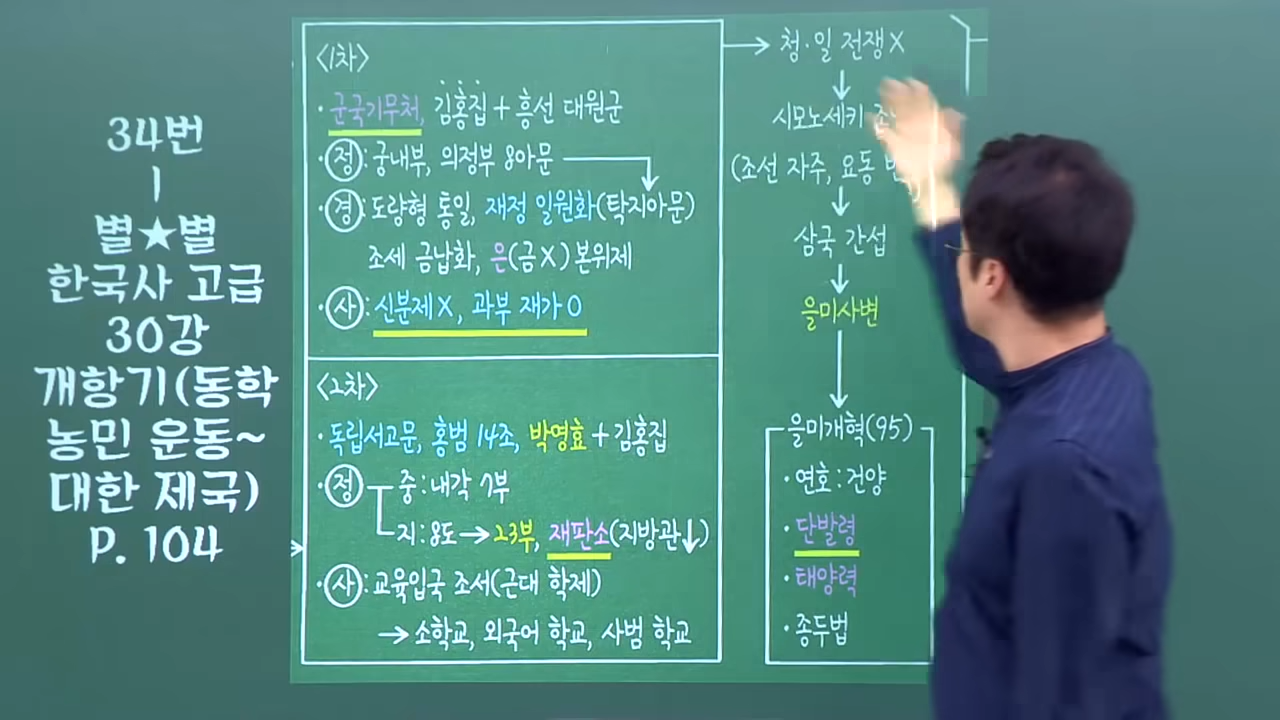 34번
|
별★별
한국사 고급
30강
개항기(동학
농민 운동~
대한 제국)
P. 104
<1차>
· 군국기무처, 김홍집 + 흥선 대원군
· 정: 궁내부, 의정부 8아문
· 경: 도량형 통일, 재정 일원화(탁지아문)
조세 금납화, 은(금X) 본위제
· 사: 신분제X, 과부 재가 O
<2차>
· 독립서고문, 홍범 14조, 박영효 + 김홍집
· 정 중: 내각 7부
지: 8도 → 23부, 재판소(지방관↓)
· 사: 교육입국 조서(근대 학제)
→ 소학교, 외국어 학교, 사범 학교
→ 청·일 전쟁X
↓
시모노세키
(조선 자주, 요동
↓
삼국 간섭
↓
을미사변
↓
을미개혁(95)
· 연호: 건양
· 단발령
· 태양력
· 종두법